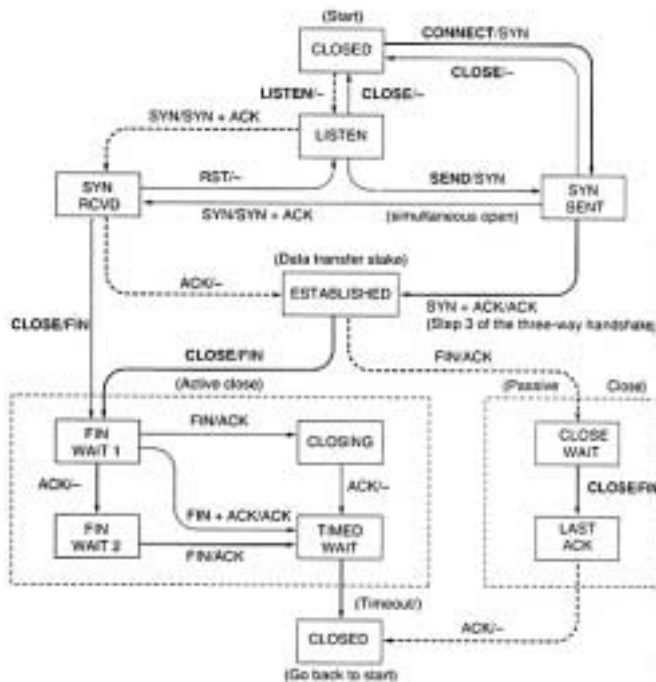 (Start)
CONNECT/SYN
CLOSED
CLOSE/–
LISTEN/–
CLOSE/–
SYN/SYN + ACK
LISTEN
RST/–
SEND/SYN
SYN
RCVD
SYN
SENT
SYN/SYN + ACK
(simultaneous open)
(Data transfer stake)
ACK/–
ESTABLISHED
SYN + ACK/ACK
(Step 3 of the three-way handshake)
CLOSE/FIN
CLOSE/FIN
FIN/ACK
(Active close)
(Passive Close)
FIN
WAIT 1
FIN/ACK
CLOSING
CLOSE
WAIT
ACK/–
ACK/–
CLOSE/FIN
FIN + ACK/ACK
FIN
WAIT 2
FIN/ACK
TIMED
WAIT
LAST
ACK
(Timeout/)
CLOSED
ACK/–
(Go back to start)